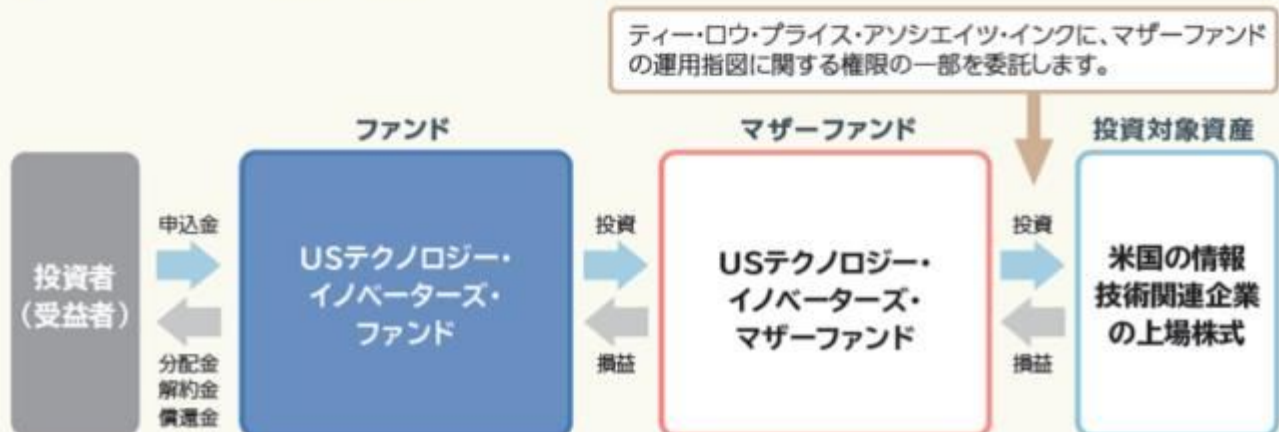 ティー・ロウ・プライス・アソシエイツ・インクに、マザーファンド
の運用指図に関する権限の一部を委託します。
ファンド
マザーファンド
投資対象資産
投資者
（受益者）
申込金
分配金
解約金
償還金
USテクノロジー・
イノベーターズ・
ファンド
投資
損益
USテクノロジー・
イノベーターズ・
マザーファンド
投資
損益
米国の情報
技術関連企業
の上場株式